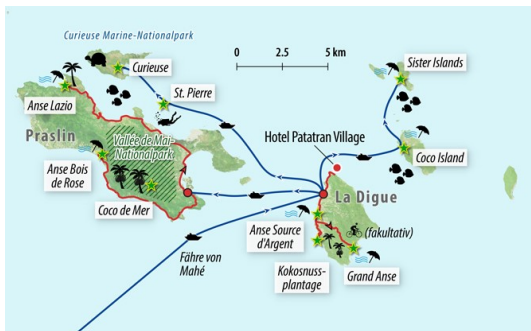 Curieuse Marine-Nationalpark
0 2.5 5 km
Curieuse
St. Pierre
Sister Islands
Anse Lazio
Praslin
Vallée de Mai-
Nationalpark
Hotel Patatran Village
Coco Island
Anse Bois
de Rose
Coco de Mer
La Digue
Anse Source
d'Argent
(fakultativ)
Fähre von
Mahé
Kokosnuss-
plantage
Grand Anse